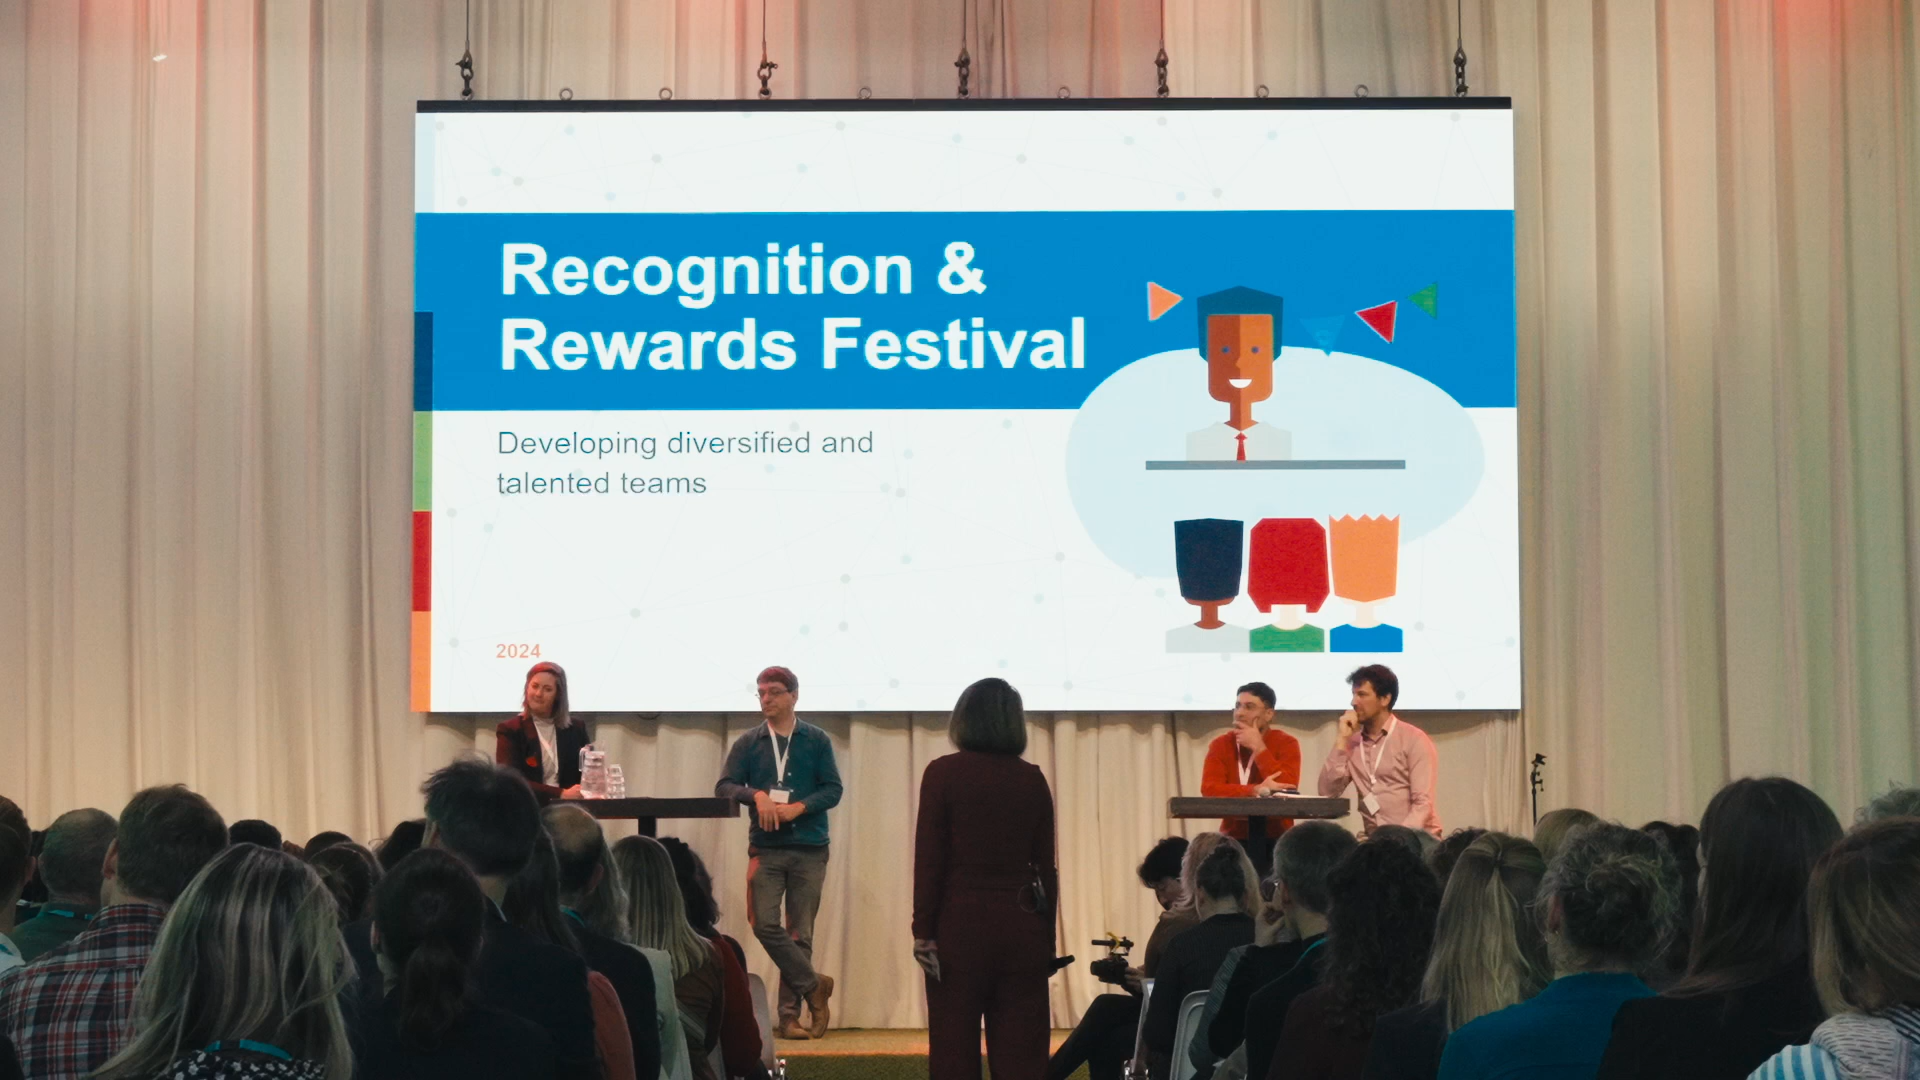 Recognition &
Rewards Festival
Developing diversified and
talented teams
2024